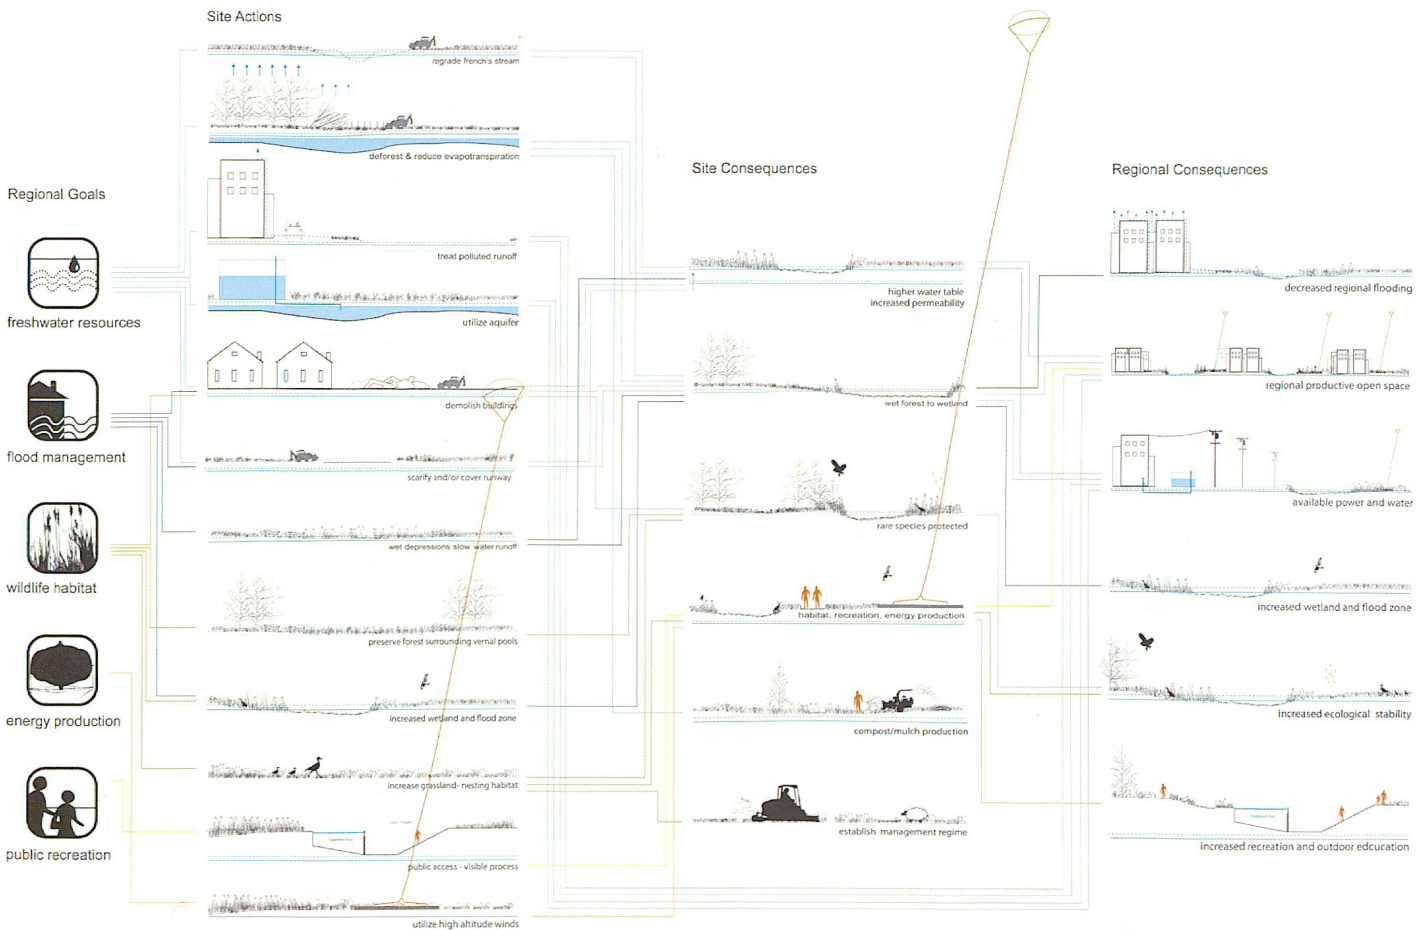 Site Actions
regrade french's stream
deforest & reduce evapotranspiration
treat polluted runoff
utilize aquifer
demolish buildings
scarify and/or cover runway
wet depressions slow water runoff
preserve forest surrounding vernal pools
increased wetland and flood zone
increase grassland- nesting habitat
public access - visible process
utilize high altitude winds
Regional Goals
freshwater resources
flood management
wildlife habitat
energy production
public recreation
Site Consequences
higher water table
increased permeability
wet forest to wetland
rare species protected
habitat, recreation, energy production
compost/mulch production
establish management regime
Regional Consequences
decreased regional flooding
regional productive open space
available power and water
increased wetland and flood zone
increased ecological stability
increased recreation and outdoor edcucation